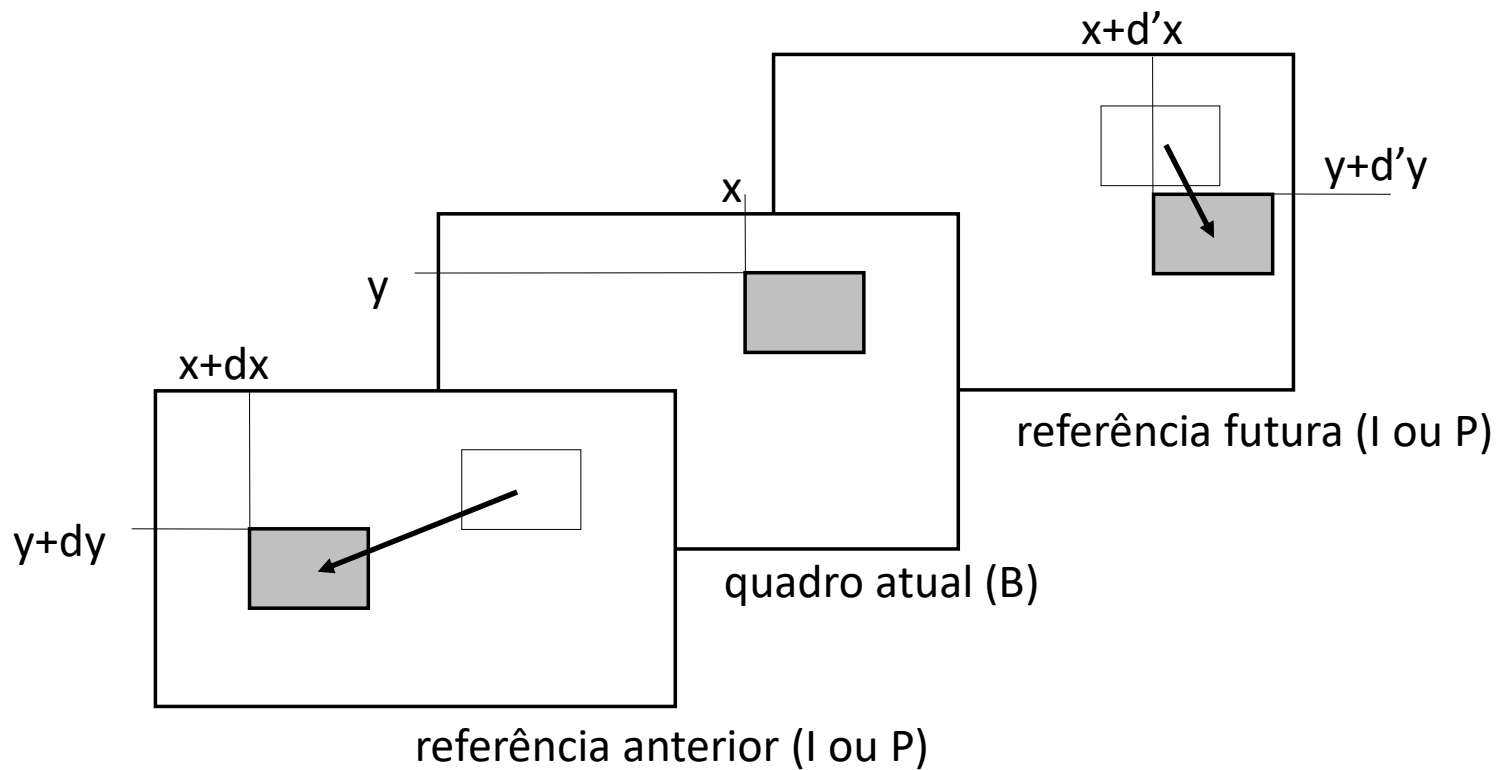 x+d’x
y+d’y
x
y
referência futura (I ou P)
x+dx
y+dy
quadro atual (B)
referência anterior (I ou P)